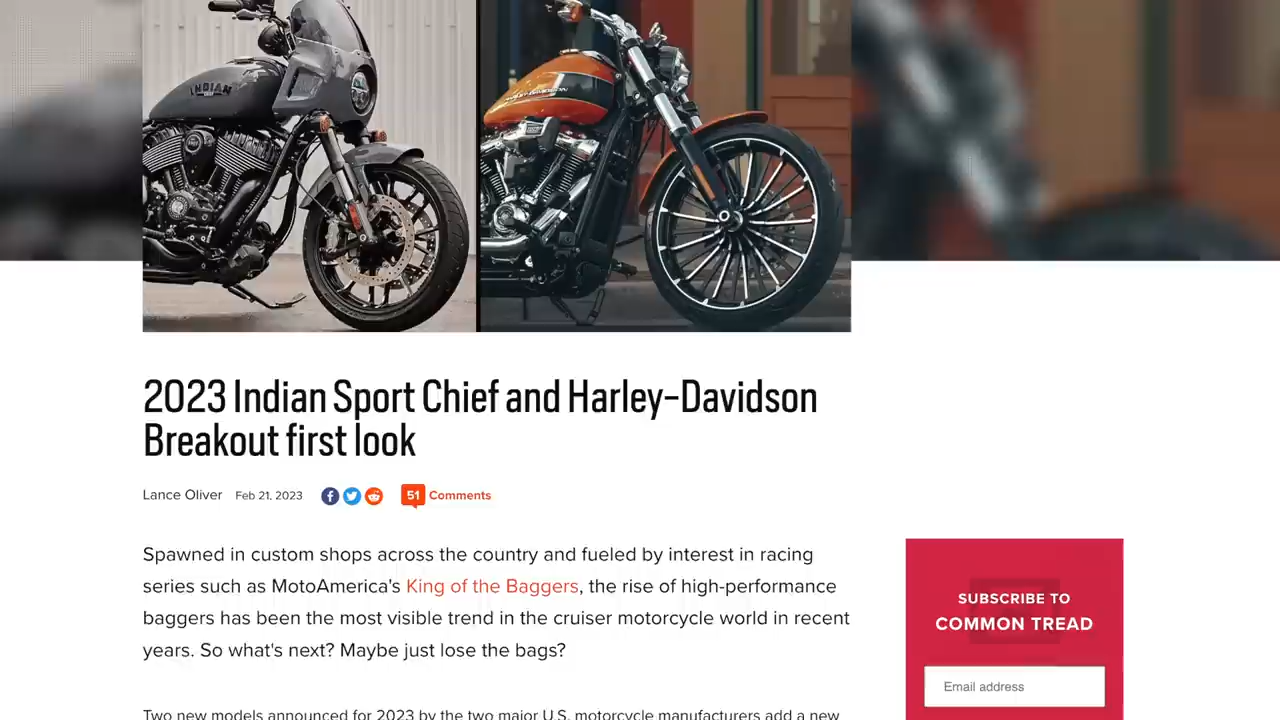 INDIAN
HARLEY-DAVIDSON
2023 Indian Sport Chief and Harley-Davidson
Breakout first look
Lance Oliver Feb 21, 2023 51 Comments
Spawned in custom shops across the country and fueled by interest in racing
series such as MotoAmerica's King of the Baggers, the rise of high-performance
baggers has been the most visible trend in the cruiser motorcycle world in recent
years. So what's next? Maybe just lose the bags?
SUBSCRIBE TO
COMMON TREAD
Email address
Two new models announced for 2023 by the two major U.S. motorcycle manufacturers add a new